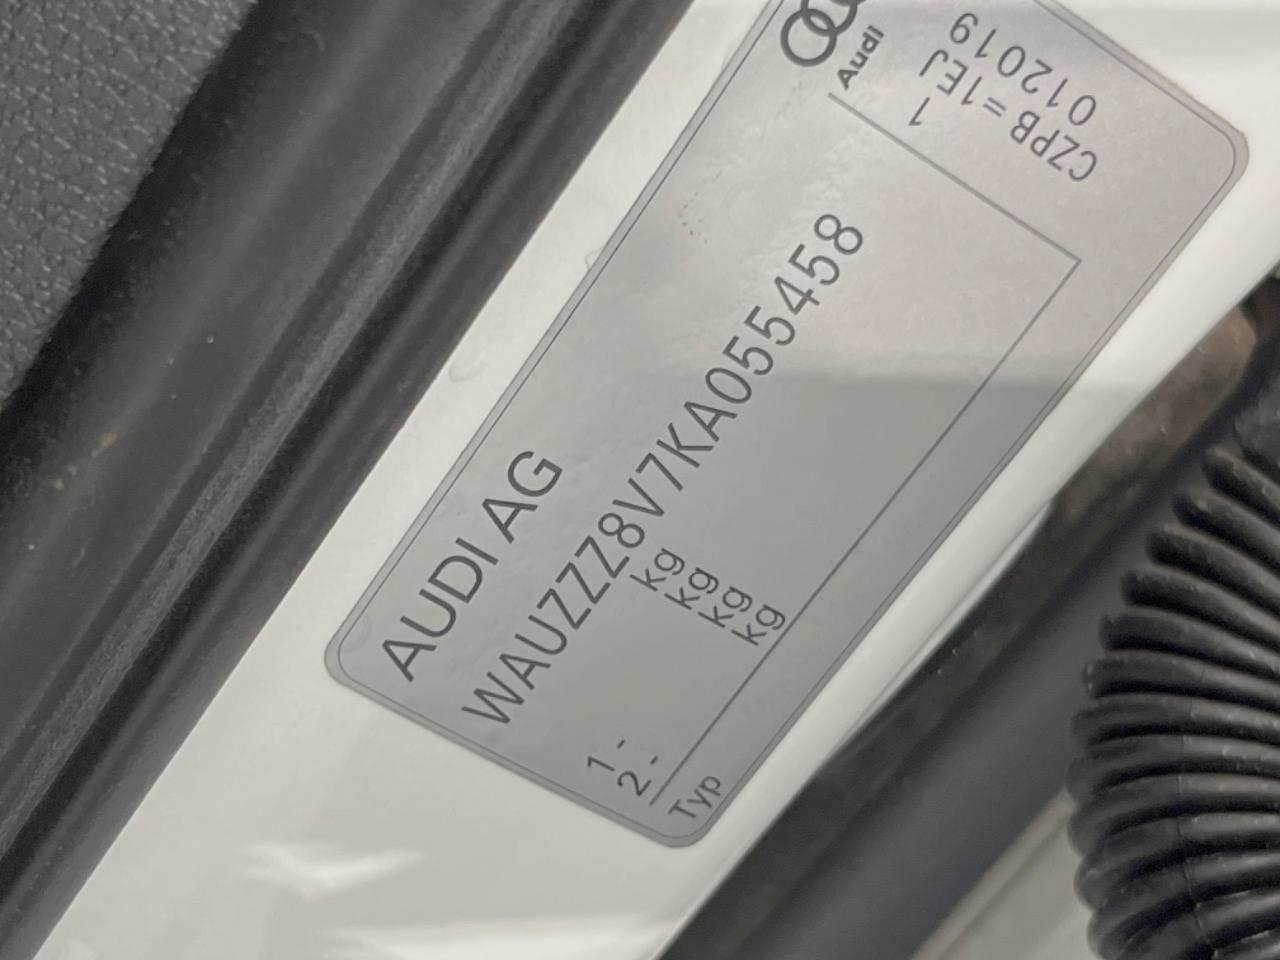 AUDI AG
WAUZZZ8V7KA055458
kg
kg
1- kg
2- kg
Typ
Audi
1
CZPB =1EJ
012019